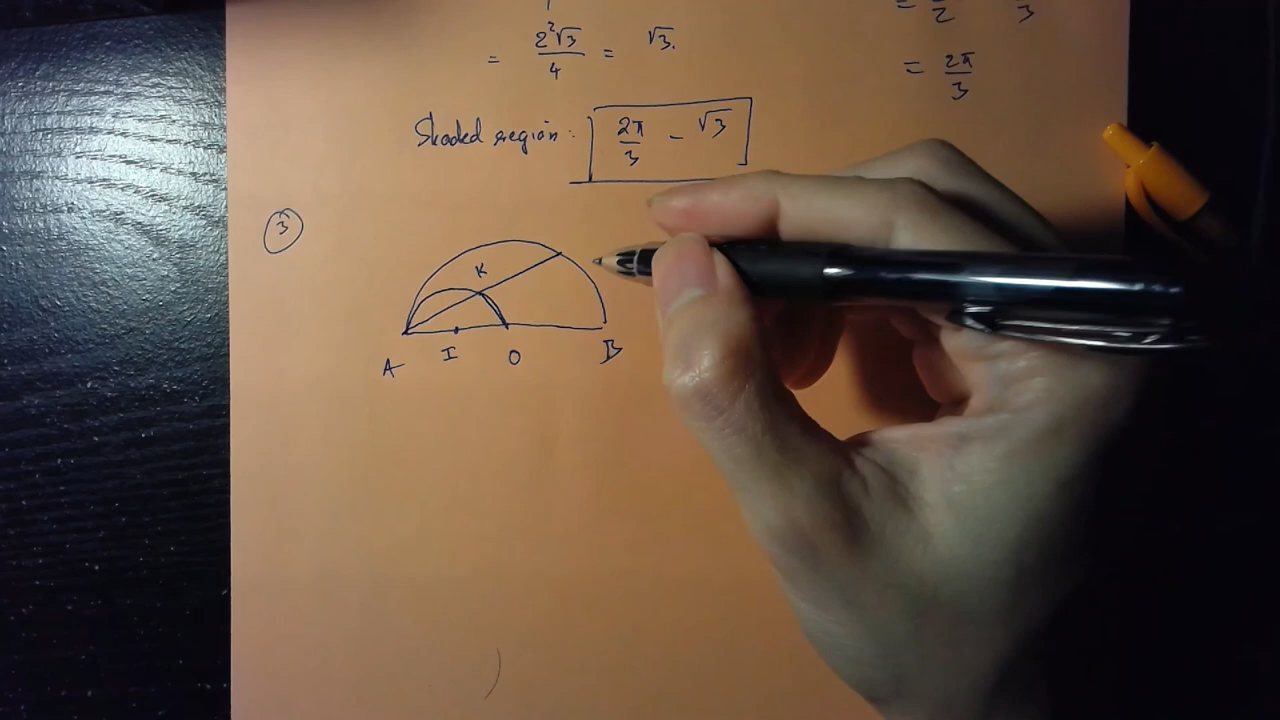 = 2²√3/4 = √3.
= 2π/3
Shaded region: 2π/3 - √3
3
K
A I O B